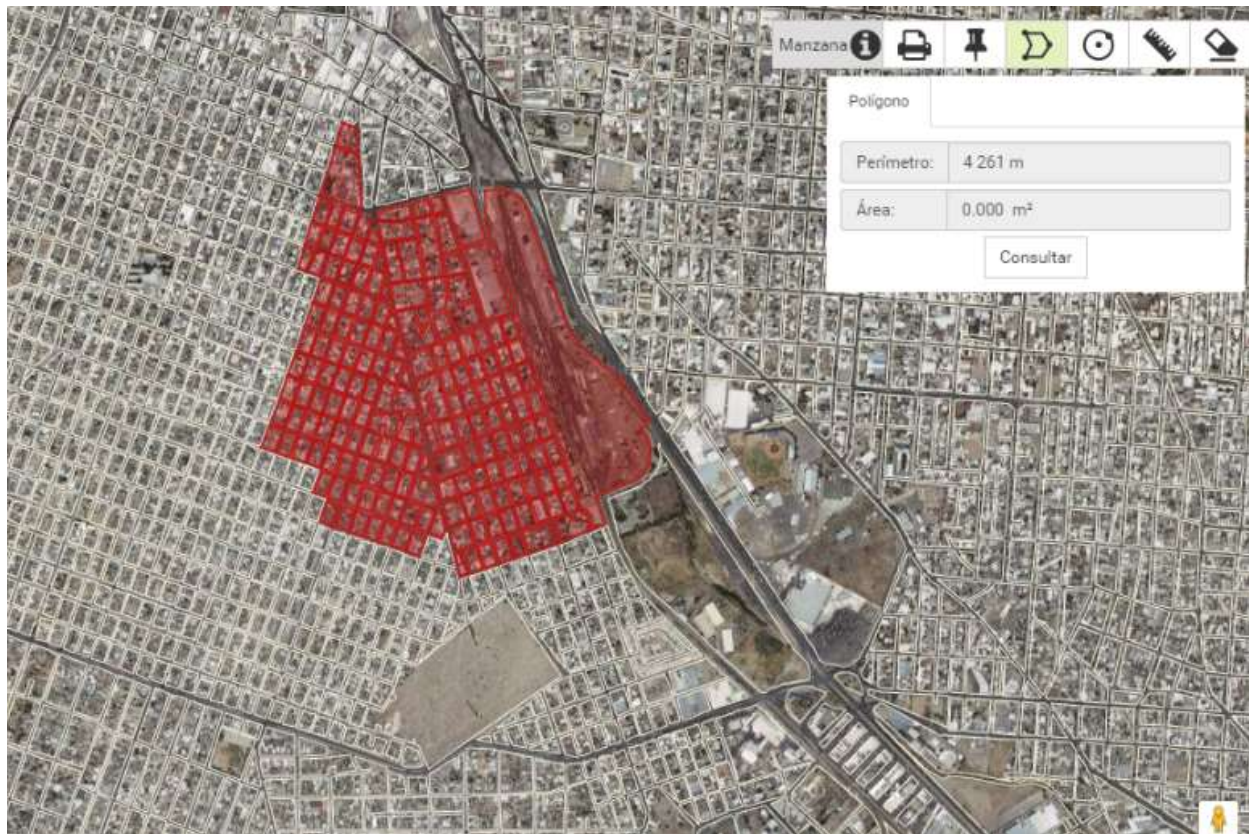 Manzana
Polígono
Perímetro: 4 261 m
Área: 0.000 m²
Consultar